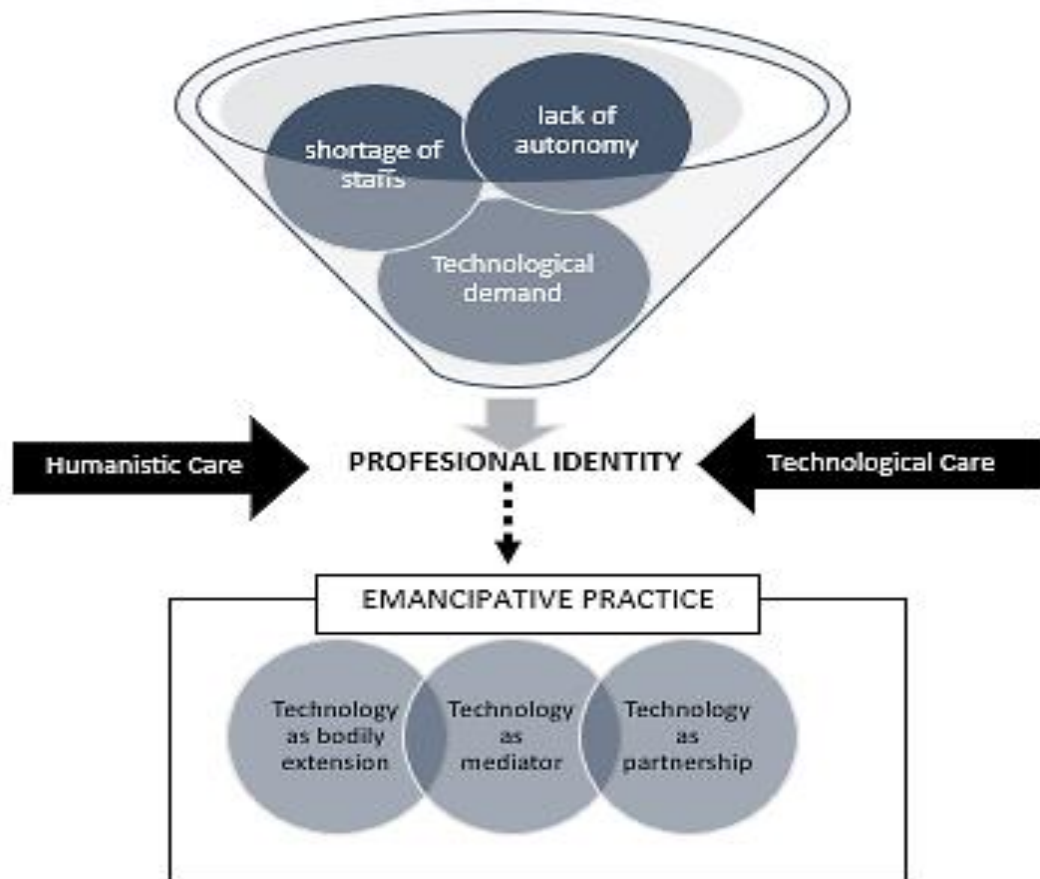 lack of
autonomy
shortage of
staffs
Technological
demand
Humanistic Care
PROFESIONAL IDENTITY
Technological Care
EMANCIPATIVE PRACTICE
Technology
as bodily
extension
Technology
as
mediator
Technology
as
partnership